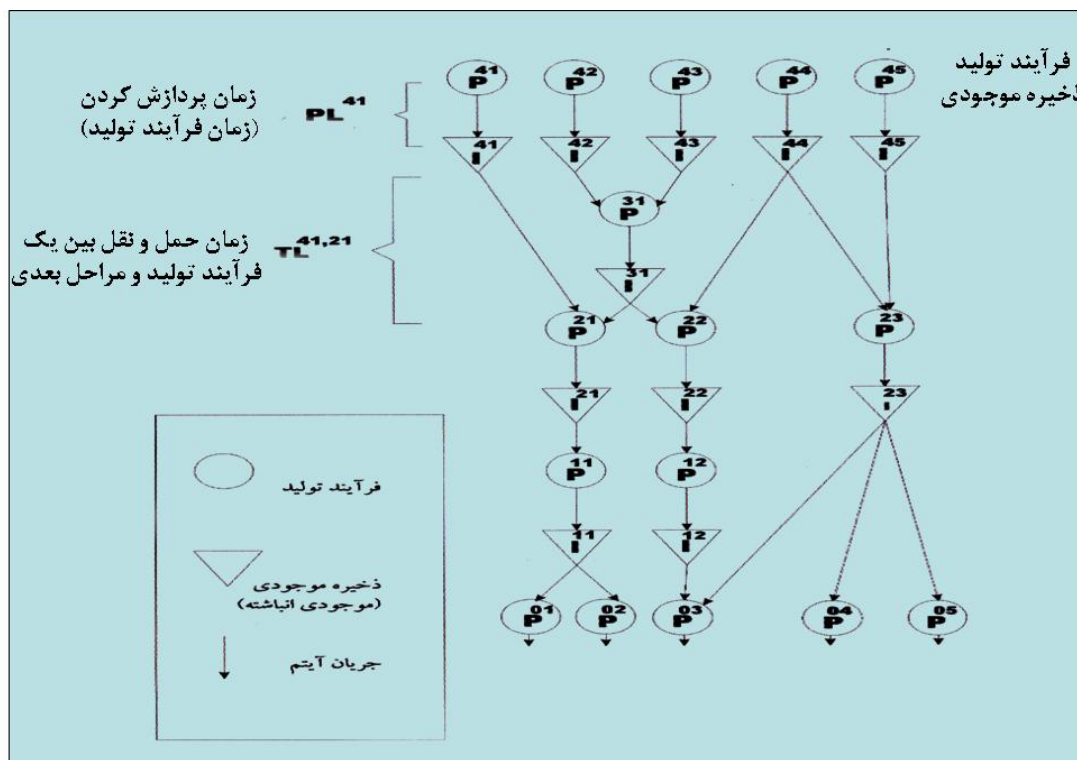 فرآیند تولید
ذخیره موجودی
P41 P42 P43 P44 P45
زمان پردازش کردن
(زمان فرآیند تولید)
PL41
I41 I42 I43 I44 I45
P31
زمان حمل و نقل بین یک
فرآیند تولید و مراحل بعدی
TL41,21
I31
P21 P22 P23
I21 I22 I23
P11 P12
I11 I12
P01 P02 P03 P04 P05
فرآیند تولید
ذخیره موجودی
(موجودی انباشته)
جریان آیتم